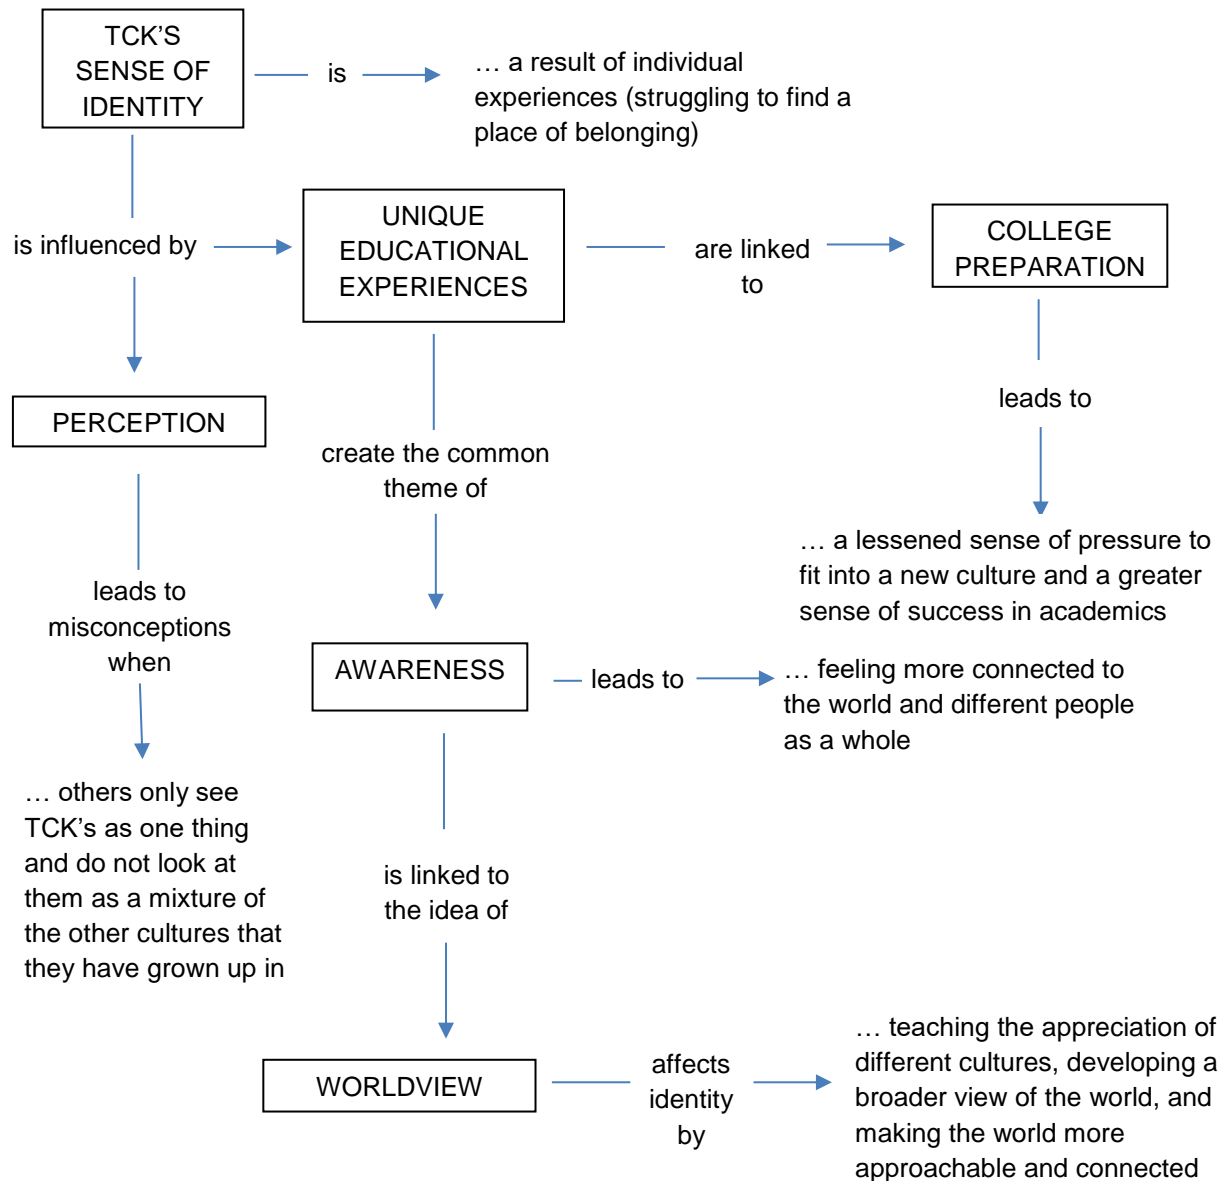 TCK'S
SENSE OF
IDENTITY
is
… a result of individual
experiences (struggling to find a
place of belonging)
is influenced by
UNIQUE
EDUCATIONAL
EXPERIENCES
are linked
to
COLLEGE
PREPARATION
leads to
… a lessened sense of pressure to
fit into a new culture and a greater
sense of success in academics
PERCEPTION
leads to
misconceptions
when
… others only see
TCK's as one thing
and do not look at
them as a mixture of
the other cultures that
they have grown up in
create the common
theme of
AWARENESS
leads to
… feeling more connected to
the world and different people
as a whole
is linked to
the idea of
WORLDVIEW
affects
identity
by
… teaching the appreciation of
different cultures, developing a
broader view of the world, and
making the world more
approachable and connected